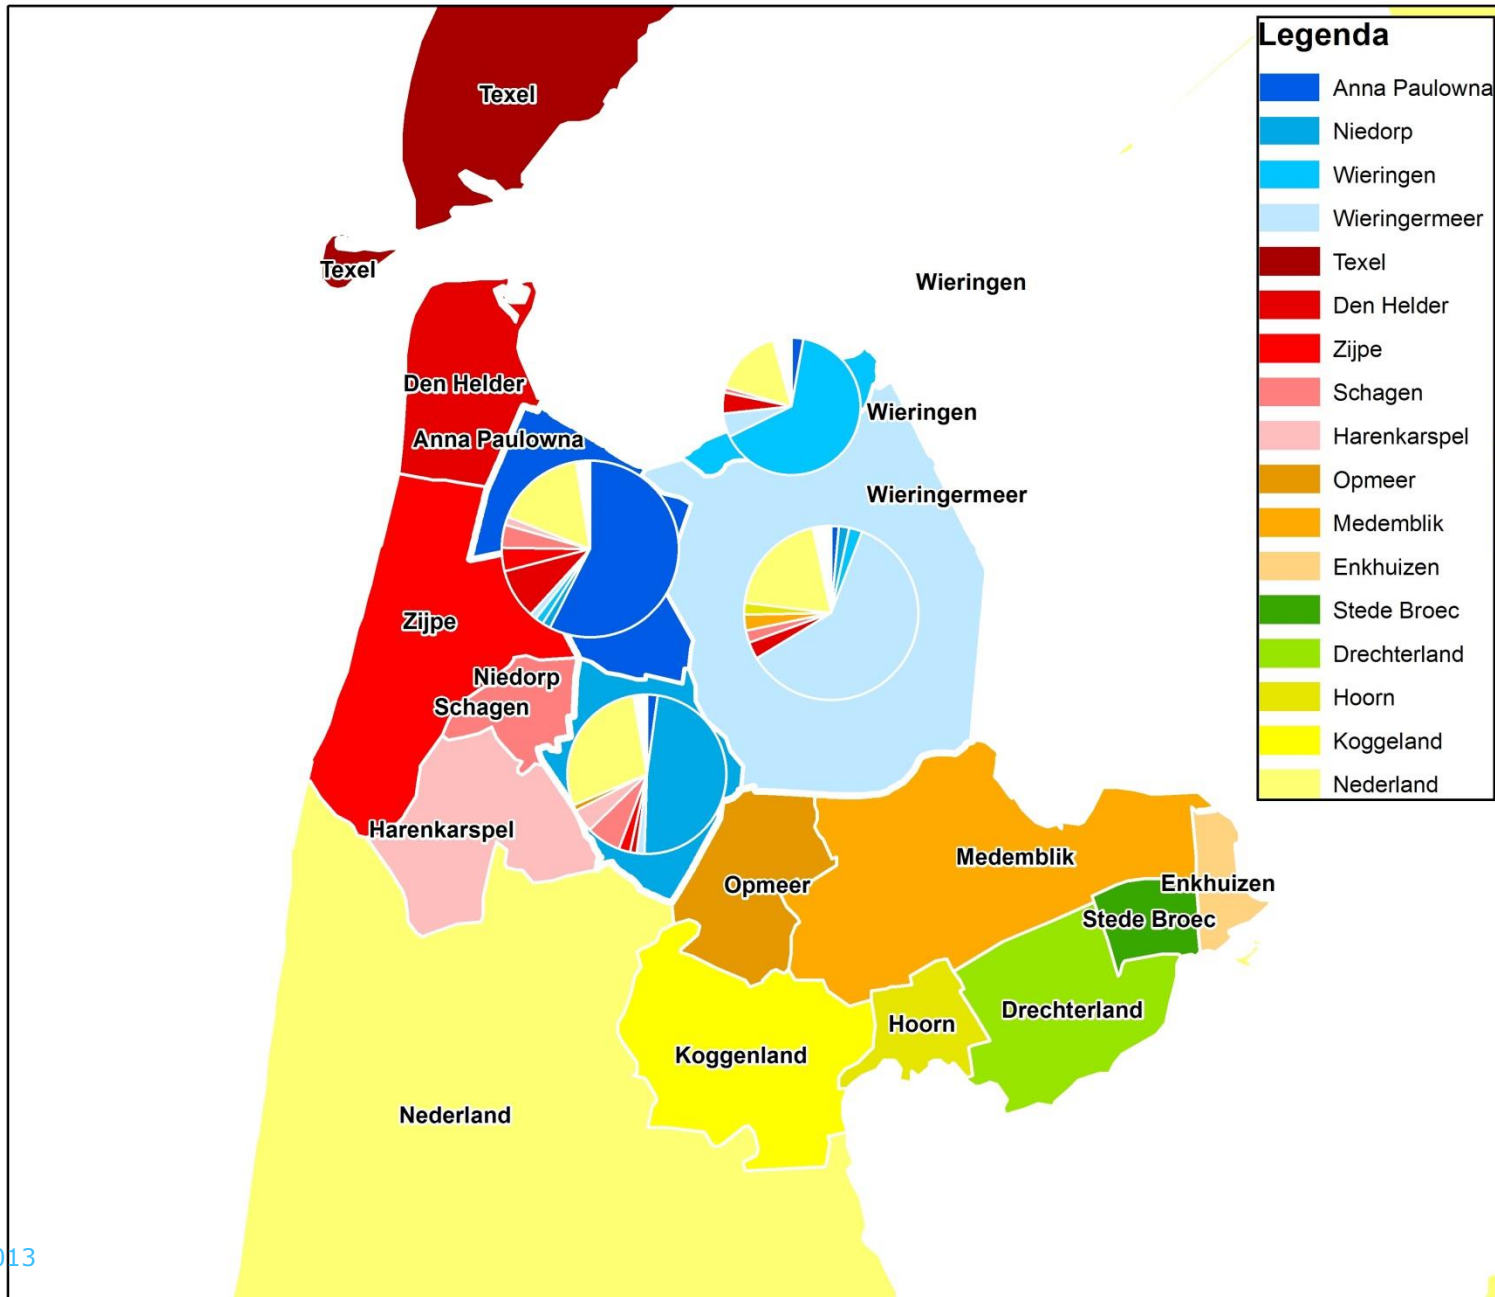 Legenda
Anna Paulowna
Niedorp
Wieringen
Wieringermeer
Texel
Den Helder
Zijpe
Schagen
Harenkarspel
Opmeer
Medemblik
Enkhuizen
Stede Broec
Drechterland
Hoorn
Koggeland
Nederland
Texel
Texel
Wieringen
Den Helder
Wieringen
Anna Paulowna
Wieringermeer
Zijpe
Niedorp
Schagen
Harenkarspel
Medemblik
Opmeer
Enkhuizen
Stede Broec
Drechterland
Hoorn
Koggenland
Nederland
013